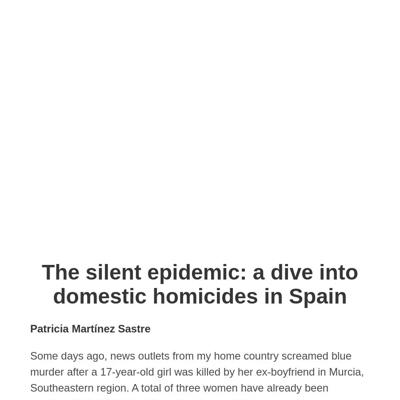 The silent epidemic: a dive into
domestic homicides in Spain
Patricia Martínez Sastre
Some days ago, news outlets from my home country screamed blue
murder after a 17-year-old girl was killed by her ex-boyfriend in Murcia,
Southeastern region. A total of three women have already been